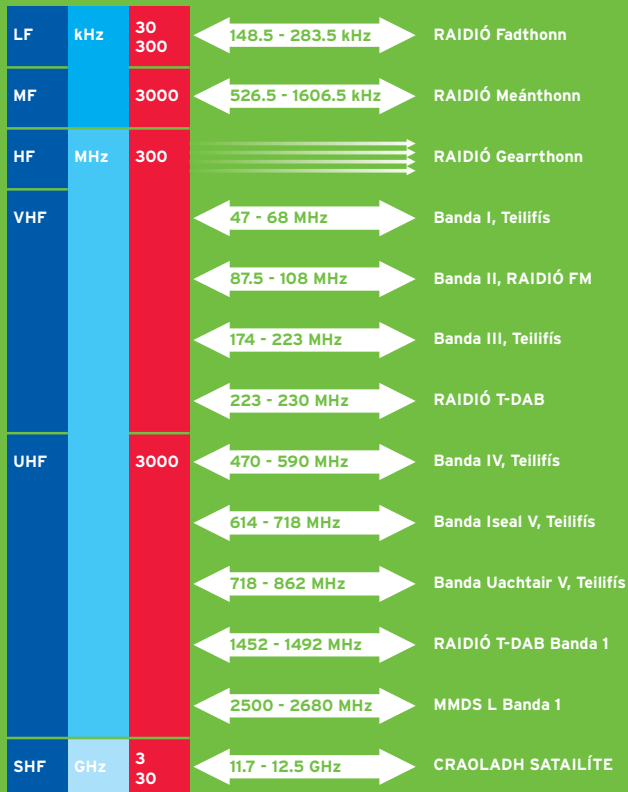 LF kHz 30 148.5 - 283.5 kHz RAIDIÓ Fadthonn
300
MF 3000 526.5 - 1606.5 kHz RAIDIÓ Meánthonn
HF MHz 300 RAIDIÓ Gearrthonn
VHF 47 - 68 MHz Banda I, Teilifís
87.5 - 108 MHz Banda II, RAIDIÓ FM
174 - 223 MHz Banda III, Teilifís
223 - 230 MHz RAIDIÓ T-DAB
UHF 3000 470 - 590 MHz Banda IV, Teilifís
614 - 718 MHz Banda Iseal V, Teilifís
718 - 862 MHz Banda Uachtair V, Teilifís
1452 - 1492 MHz RAIDIÓ T-DAB Banda 1
2500 - 2680 MHz MMDS L Banda 1
SHF GHz 3 11.7 - 12.5 GHz CRAOLADH SATAILÍTE
30